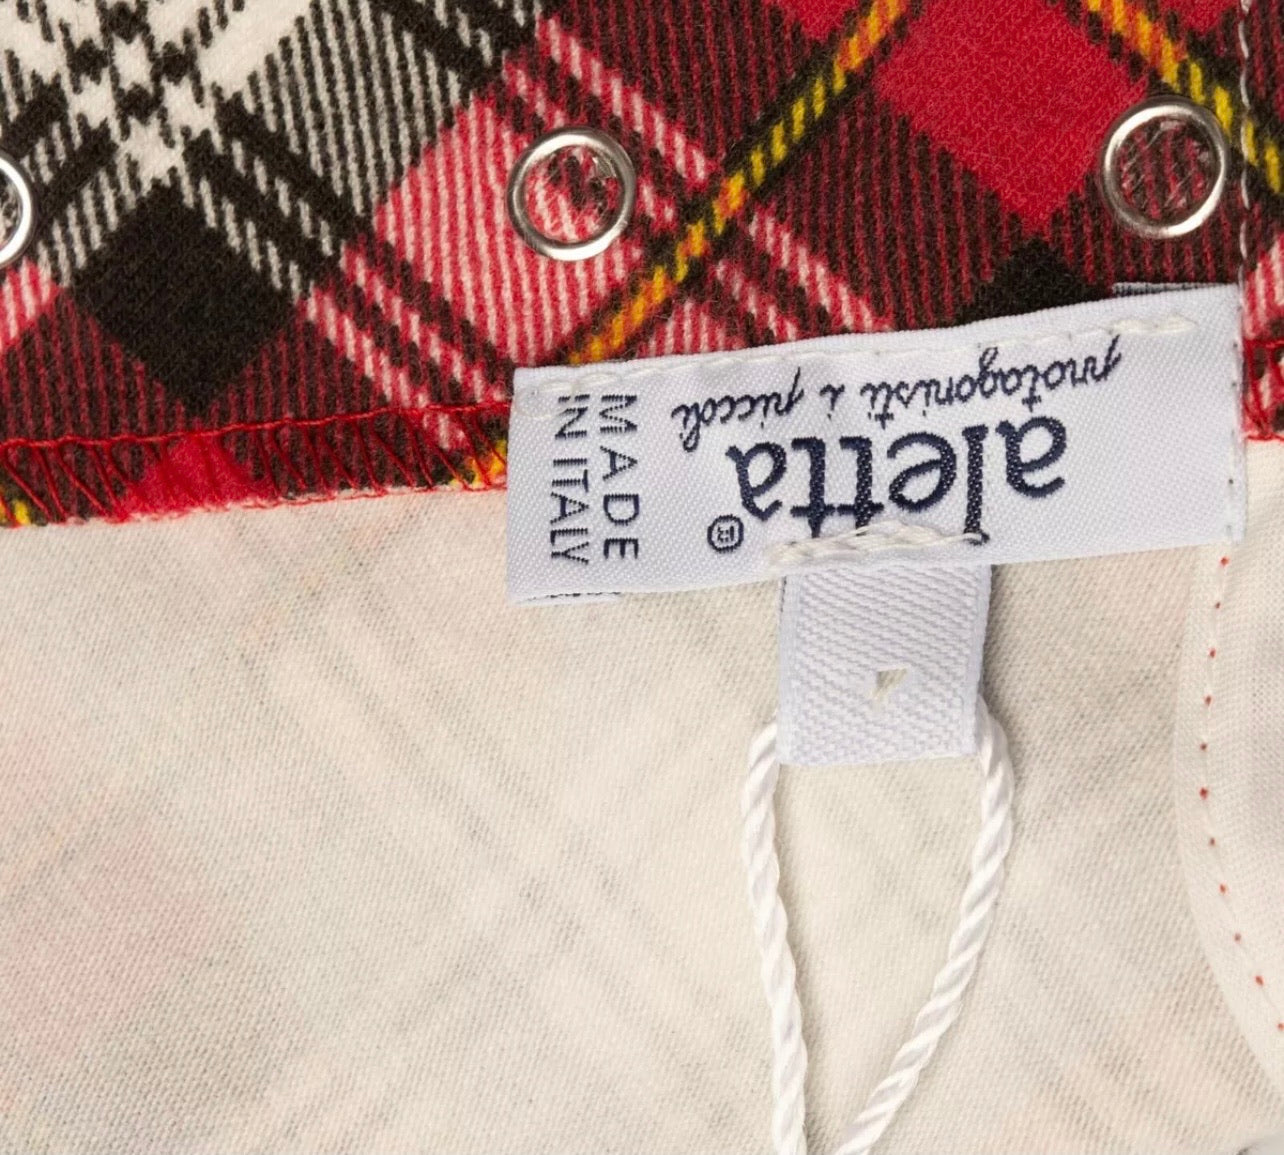 aletta®
protagonisti i piccoli
MADE
IN ITALY